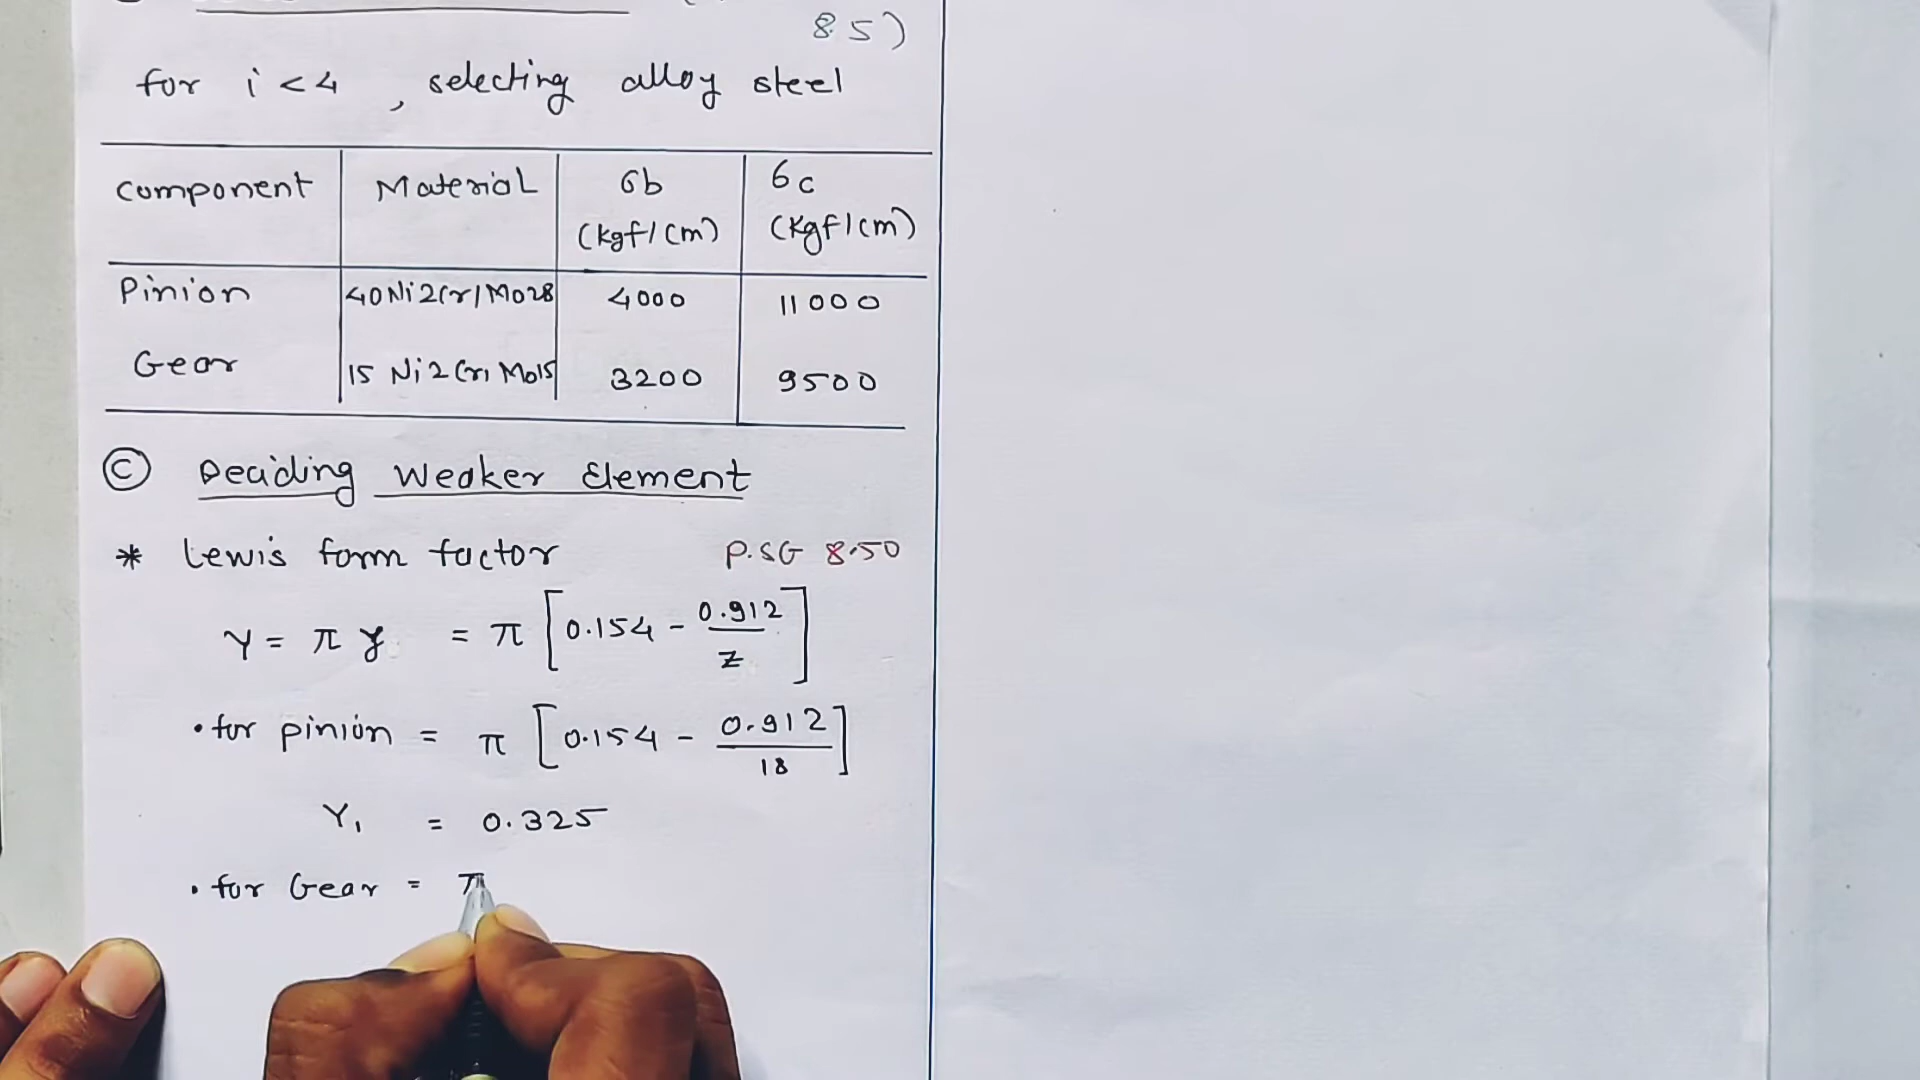 8.5)
for i < 4 , selecting alloy steel
Component Material σb (kgf/cm) σc (kgf/cm)
Pinion 40Ni2Cr1Mo28 4000 11000
Gear 15 Ni2Cr1Mo15 3200 9500
Ⓒ Deciding Weaker Element
* Lewis form factor P.SG 8.50
Y = π y = π [0.154 - 0.912/z]
• for pinion = π [0.154 - 0.912/18]
Y₁ = 0.325
• for Gear = π